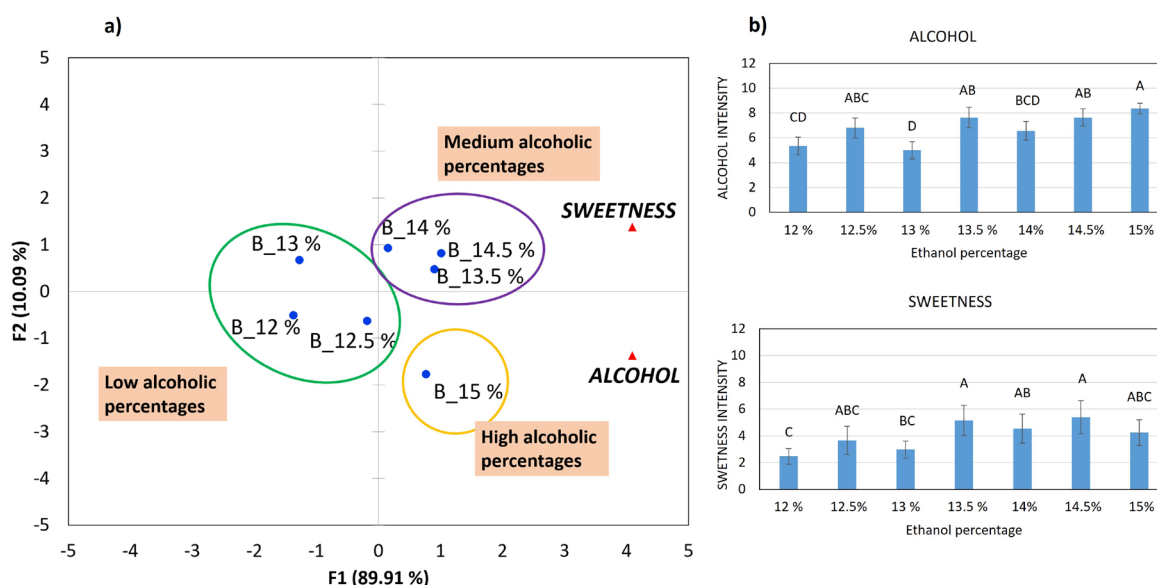 a)
5
4
3
2
1
0
-1
-2
-3
-4
-5
F2 (10.09 %)
Medium alcoholic
percentages
SWEETNESS
B_14 %
B_14.5 %
B_13.5 %
B_13 %
B_12 %
B_12.5 %
ALCOHOL
B_15 %
Low alcoholic
percentages
High alcoholic
percentages
-5 -4 -3 -2 -1 0 1 2 3 4 5
F1 (89.91 %)
b)
ALCOHOL
ALCOHOL INTENSITY
12
10
8
6
4
2
0
CD ABC D AB BCD AB A
12 % 12.5% 13 % 13.5 % 14% 14.5% 15%
Ethanol percentage
SWEETNESS
SWETNESS INTENSITY
12
10
8
6
4
2
0
C ABC BC A AB A ABC
12 % 12.5% 13 % 13.5 % 14% 14.5% 15%
Ethanol percentage